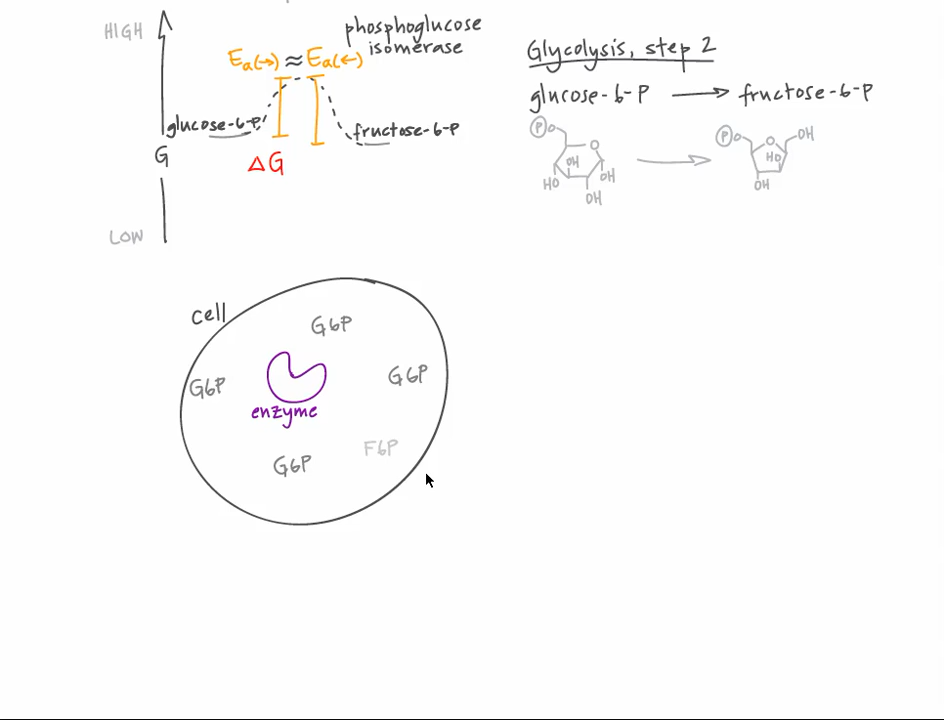 HIGH
phosphoglucose
isomerase
Ea(→) ≈ Ea(←)
glucose-6-P
fructose-6-P
G
ΔG
LOW
Glycolysis, step 2
glucose-6-P → fructose-6-P
P O O OH HO OH OH
P O O OH HO OH
cell
G6P
G6P
G6P
enzyme
F6P
G6P